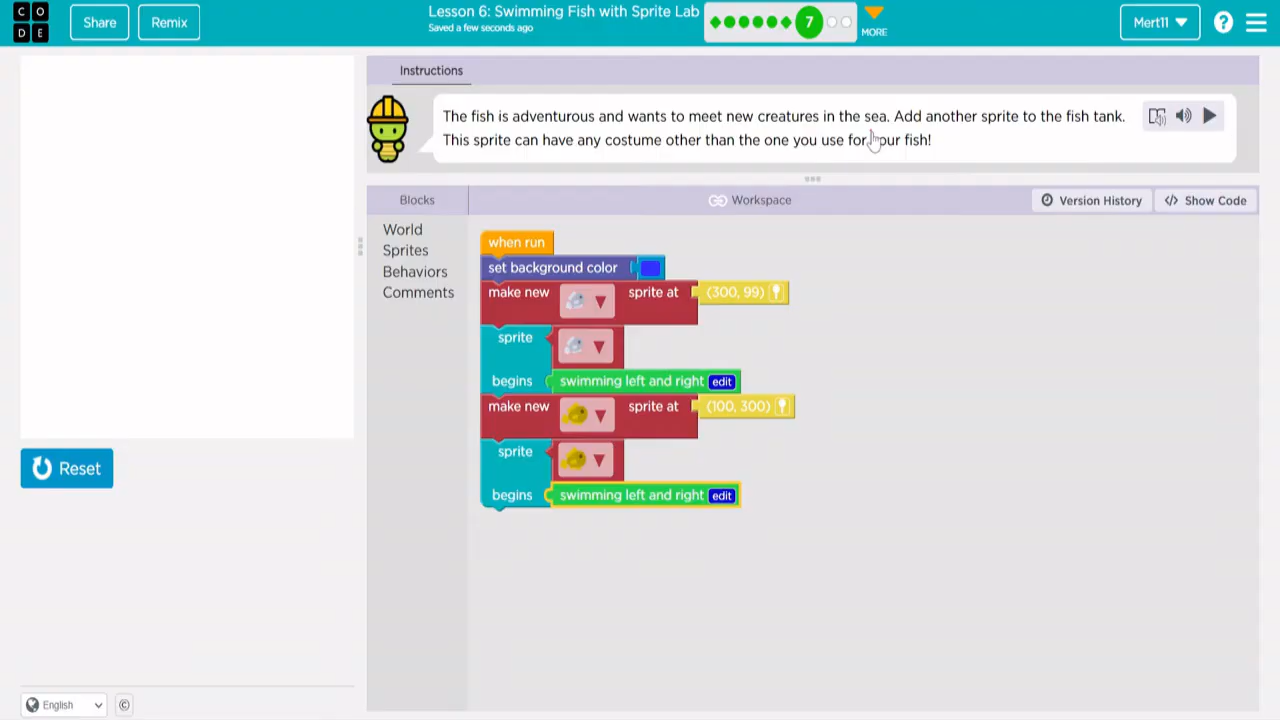 C O
D E
Share
Remix
Lesson 6: Swimming Fish with Sprite Lab
Saved a few seconds ago
7
MORE
Mert11
?
Instructions
The fish is adventurous and wants to meet new creatures in the sea. Add another sprite to the fish tank.
This sprite can have any costume other than the one you use for your fish!
Blocks
Workspace
Version History
</> Show Code
World
Sprites
Behaviors
Comments
when run
set background color
make new sprite at (300, 99)
sprite
begins swimming left and right edit
make new sprite at (100, 300)
sprite
begins swimming left and right edit
Reset
English
©